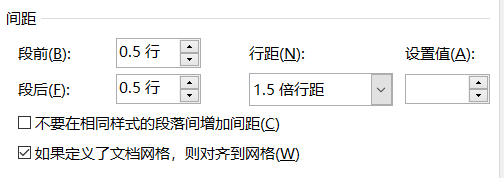 间距
段前(B): 0.5 行 行距(N): 设置值(A):
段后(F): 0.5 行 1.5 倍行距
不要在相同样式的段落间增加间距(C)
如果定义了文档网格，则对齐到网格(W)